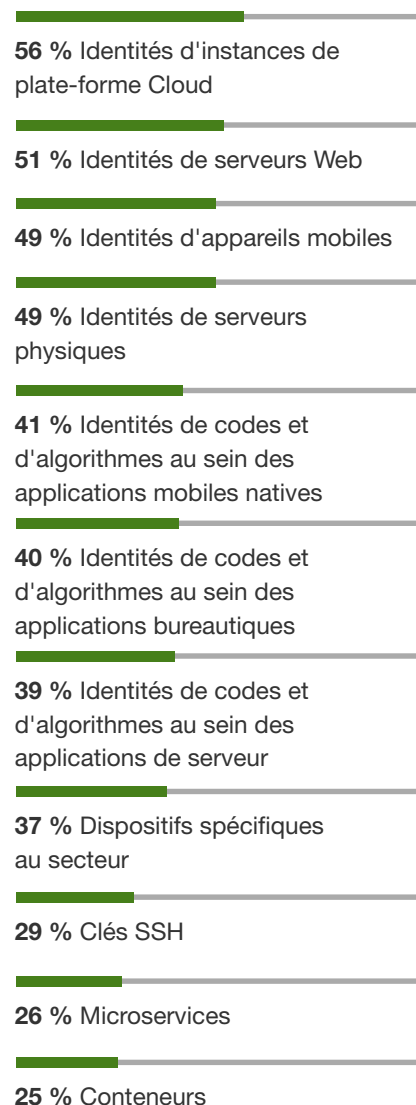 56 % Identités d'instances de
plate-forme Cloud
51 % Identités de serveurs Web
49 % Identités d'appareils mobiles
49 % Identités de serveurs
physiques
41 % Identités de codes et
d'algorithmes au sein des
applications mobiles natives
40 % Identités de codes et
d'algorithmes au sein des
applications bureautiques
39 % Identités de codes et
d'algorithmes au sein des
applications de serveur
37 % Dispositifs spécifiques
au secteur
29 % Clés SSH
26 % Microservices
25 % Conteneurs